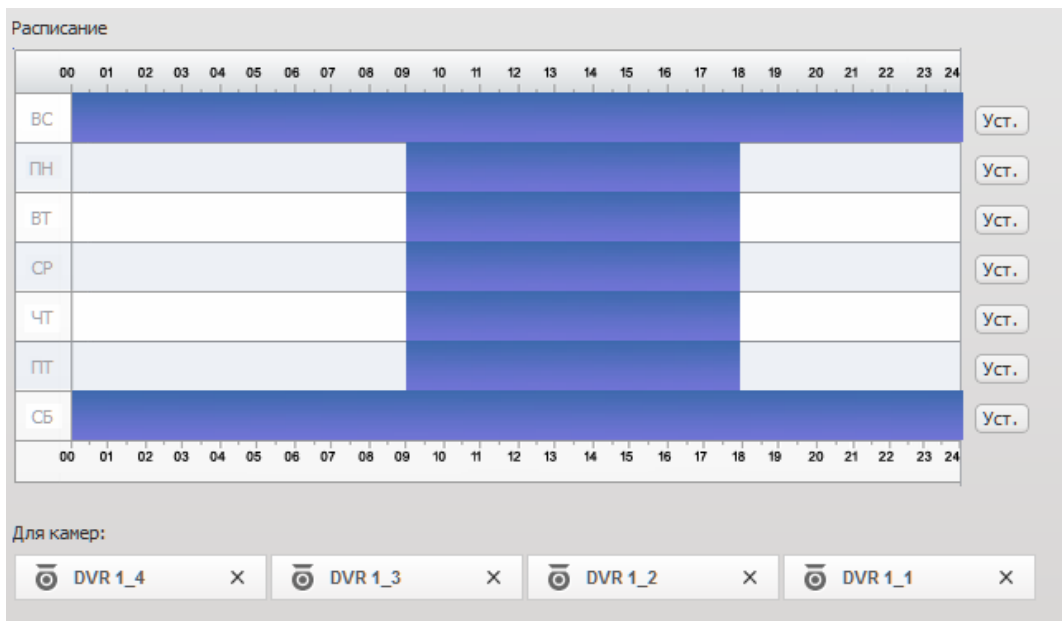 Расписание
00 01 02 03 04 05 06 07 08 09 10 11 12 13 14 15 16 17 18 19 20 21 22 23 24
ВС Уст.
ПН Уст.
ВТ Уст.
СР Уст.
ЧТ Уст.
ПТ Уст.
СБ Уст.
00 01 02 03 04 05 06 07 08 09 10 11 12 13 14 15 16 17 18 19 20 21 22 23 24
Для камер:
DVR 1_4 × DVR 1_3 × DVR 1_2 × DVR 1_1 ×